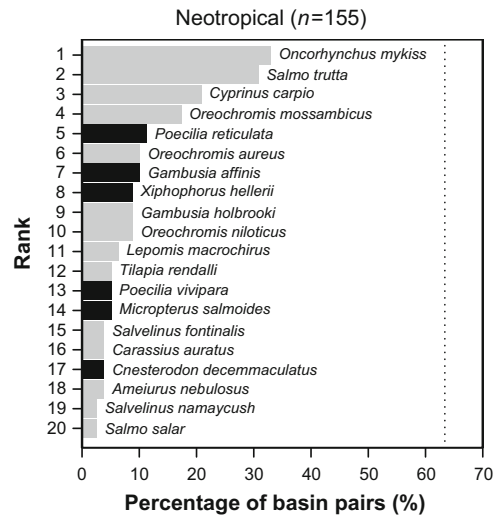 Neotropical (n=155)
Rank
1 Oncorhynchus mykiss
2 Salmo trutta
3 Cyprinus carpio
4 Oreochromis mossambicus
5 Poecilia reticulata
6 Oreochromis aureus
7 Gambusia affinis
8 Xiphophorus hellerii
9 Gambusia holbrooki
10 Oreochromis niloticus
11 Lepomis macrochirus
12 Tilapia rendalli
13 Poecilia vivipara
14 Micropterus salmoides
15 Salvelinus fontinalis
16 Carassius auratus
17 Cnesterodon decemmaculatus
18 Ameiurus nebulosus
19 Salvelinus namaycush
20 Salmo salar
0 10 20 30 40 50 60 70
Percentage of basin pairs (%)